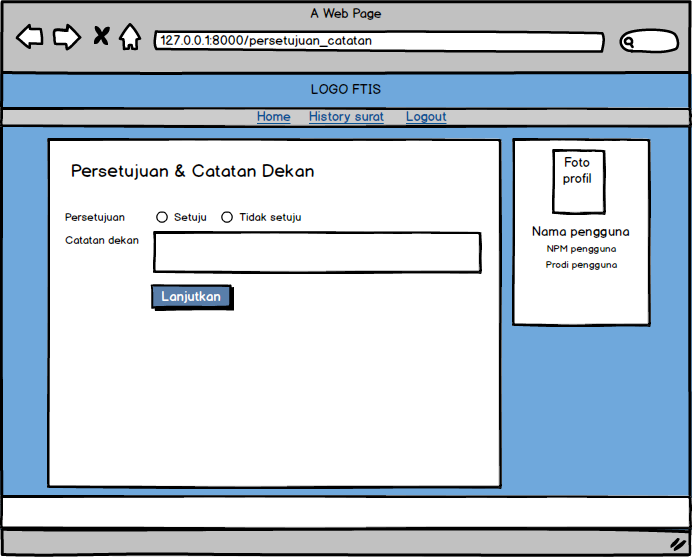 A Web Page
127.0.0.1:8000/persetujuan_catatan
LOGO FTIS
Home History surat Logout
Persetujuan & Catatan Dekan
Persetujuan Setuju Tidak setuju
Catatan dekan
Lanjutkan
Foto
profil
Nama pengguna
NPM pengguna
Prodi pengguna